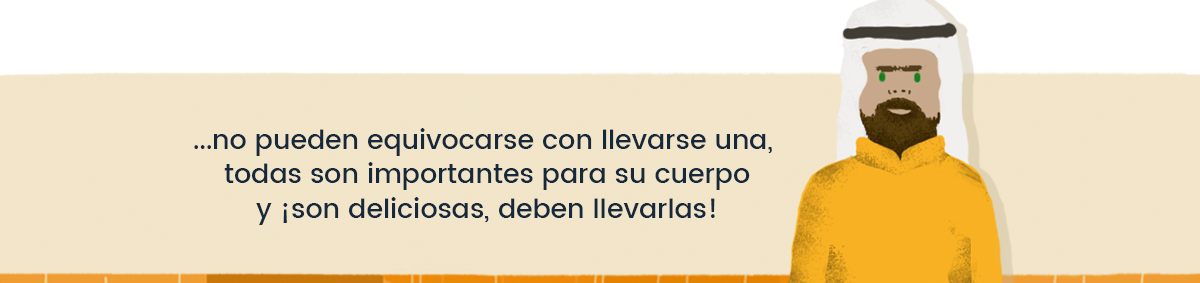 ...no pueden equivocarse con llevarse una,
todas son importantes para su cuerpo
y ¡son deliciosas, deben llevarlas!